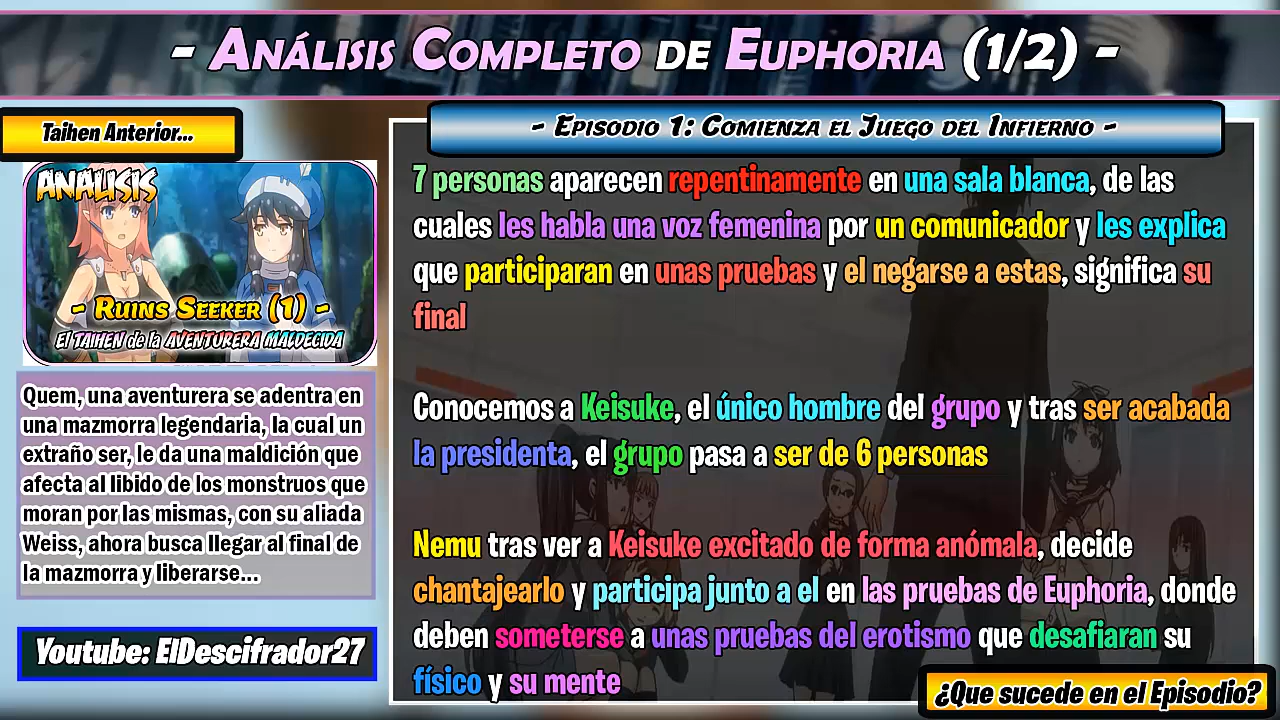 - Análisis Completo de Euphoria (1/2) -
Taihen Anterior...
ANALISIS
- Ruins Seeker (1) -
El TAIHEN de la AVENTURERA MALDECIDA
Quem, una aventurera se adentra en
una mazmorra legendaria, la cual un
extraño ser, le da una maldición que
afecta al libido de los monstruos que
moran por las mismas, con su aliada
Weiss, ahora busca llegar al final de
la mazmorra y liberarse...
Youtube: ElDescifrador27
- Episodio 1: Comienza el Juego del Infierno -
7 personas aparecen repentinamente en una sala blanca, de las
cuales les habla una voz femenina por un comunicador y les explica
que participaran en unas pruebas y el negarse a estas, significa su
final
Conocemos a Keisuke, el único hombre del grupo y tras ser acabada
la presidenta, el grupo pasa a ser de 6 personas
Nemu tras ver a Keisuke excitado de forma anómala, decide
chantajearlo y participa junto a el en las pruebas de Euphoria, donde
deben someterse a unas pruebas del erotismo que desafiaran su
físico y su mente
¿Que sucede en el Episodio?